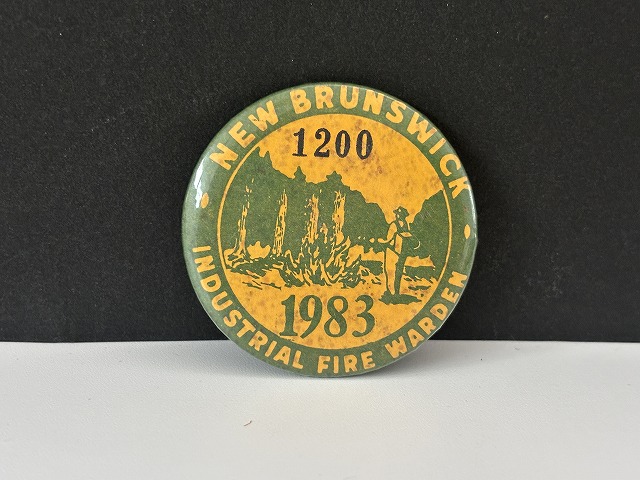 NEW BRUNSWICK
1200
1983
INDUSTRIAL FIRE WARDEN